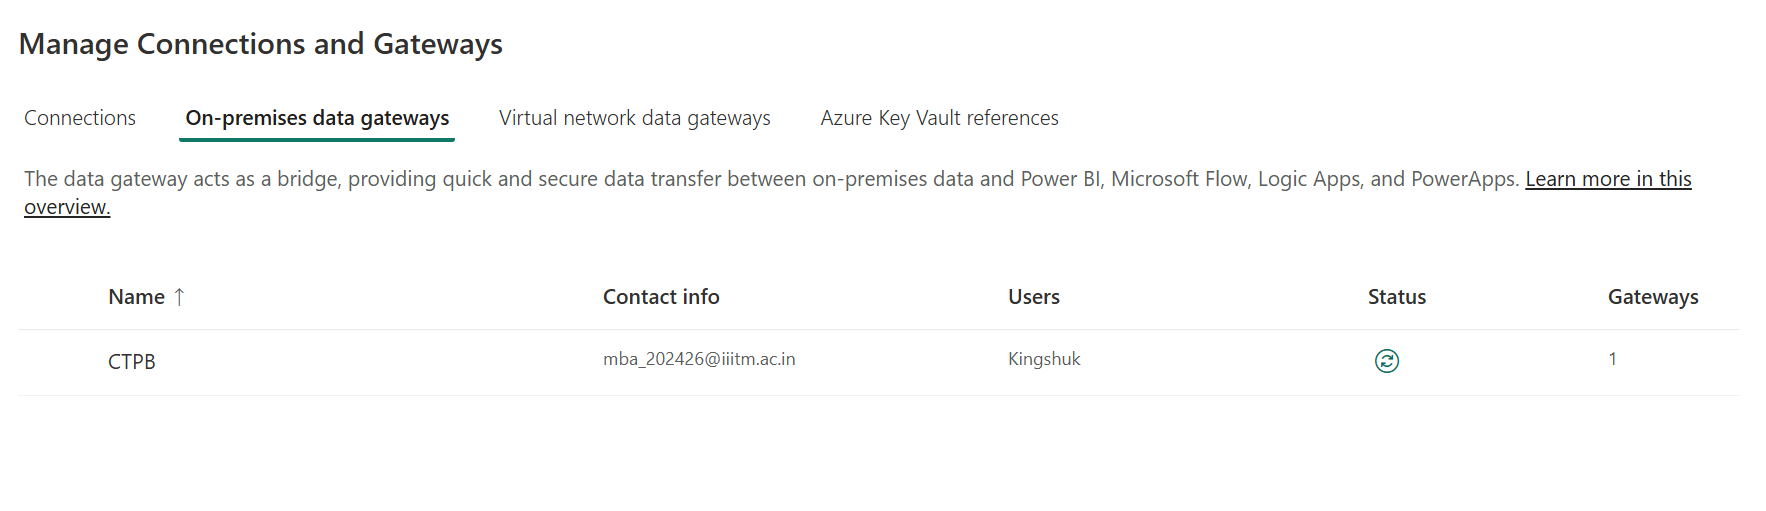 Manage Connections and Gateways
Connections On-premises data gateways Virtual network data gateways Azure Key Vault references
The data gateway acts as a bridge, providing quick and secure data transfer between on-premises data and Power BI, Microsoft Flow, Logic Apps, and PowerApps. Learn more in this
overview.
Name ↑ Contact info Users Status Gateways
CTPB mba_202426@iiitm.ac.in Kingshuk 1